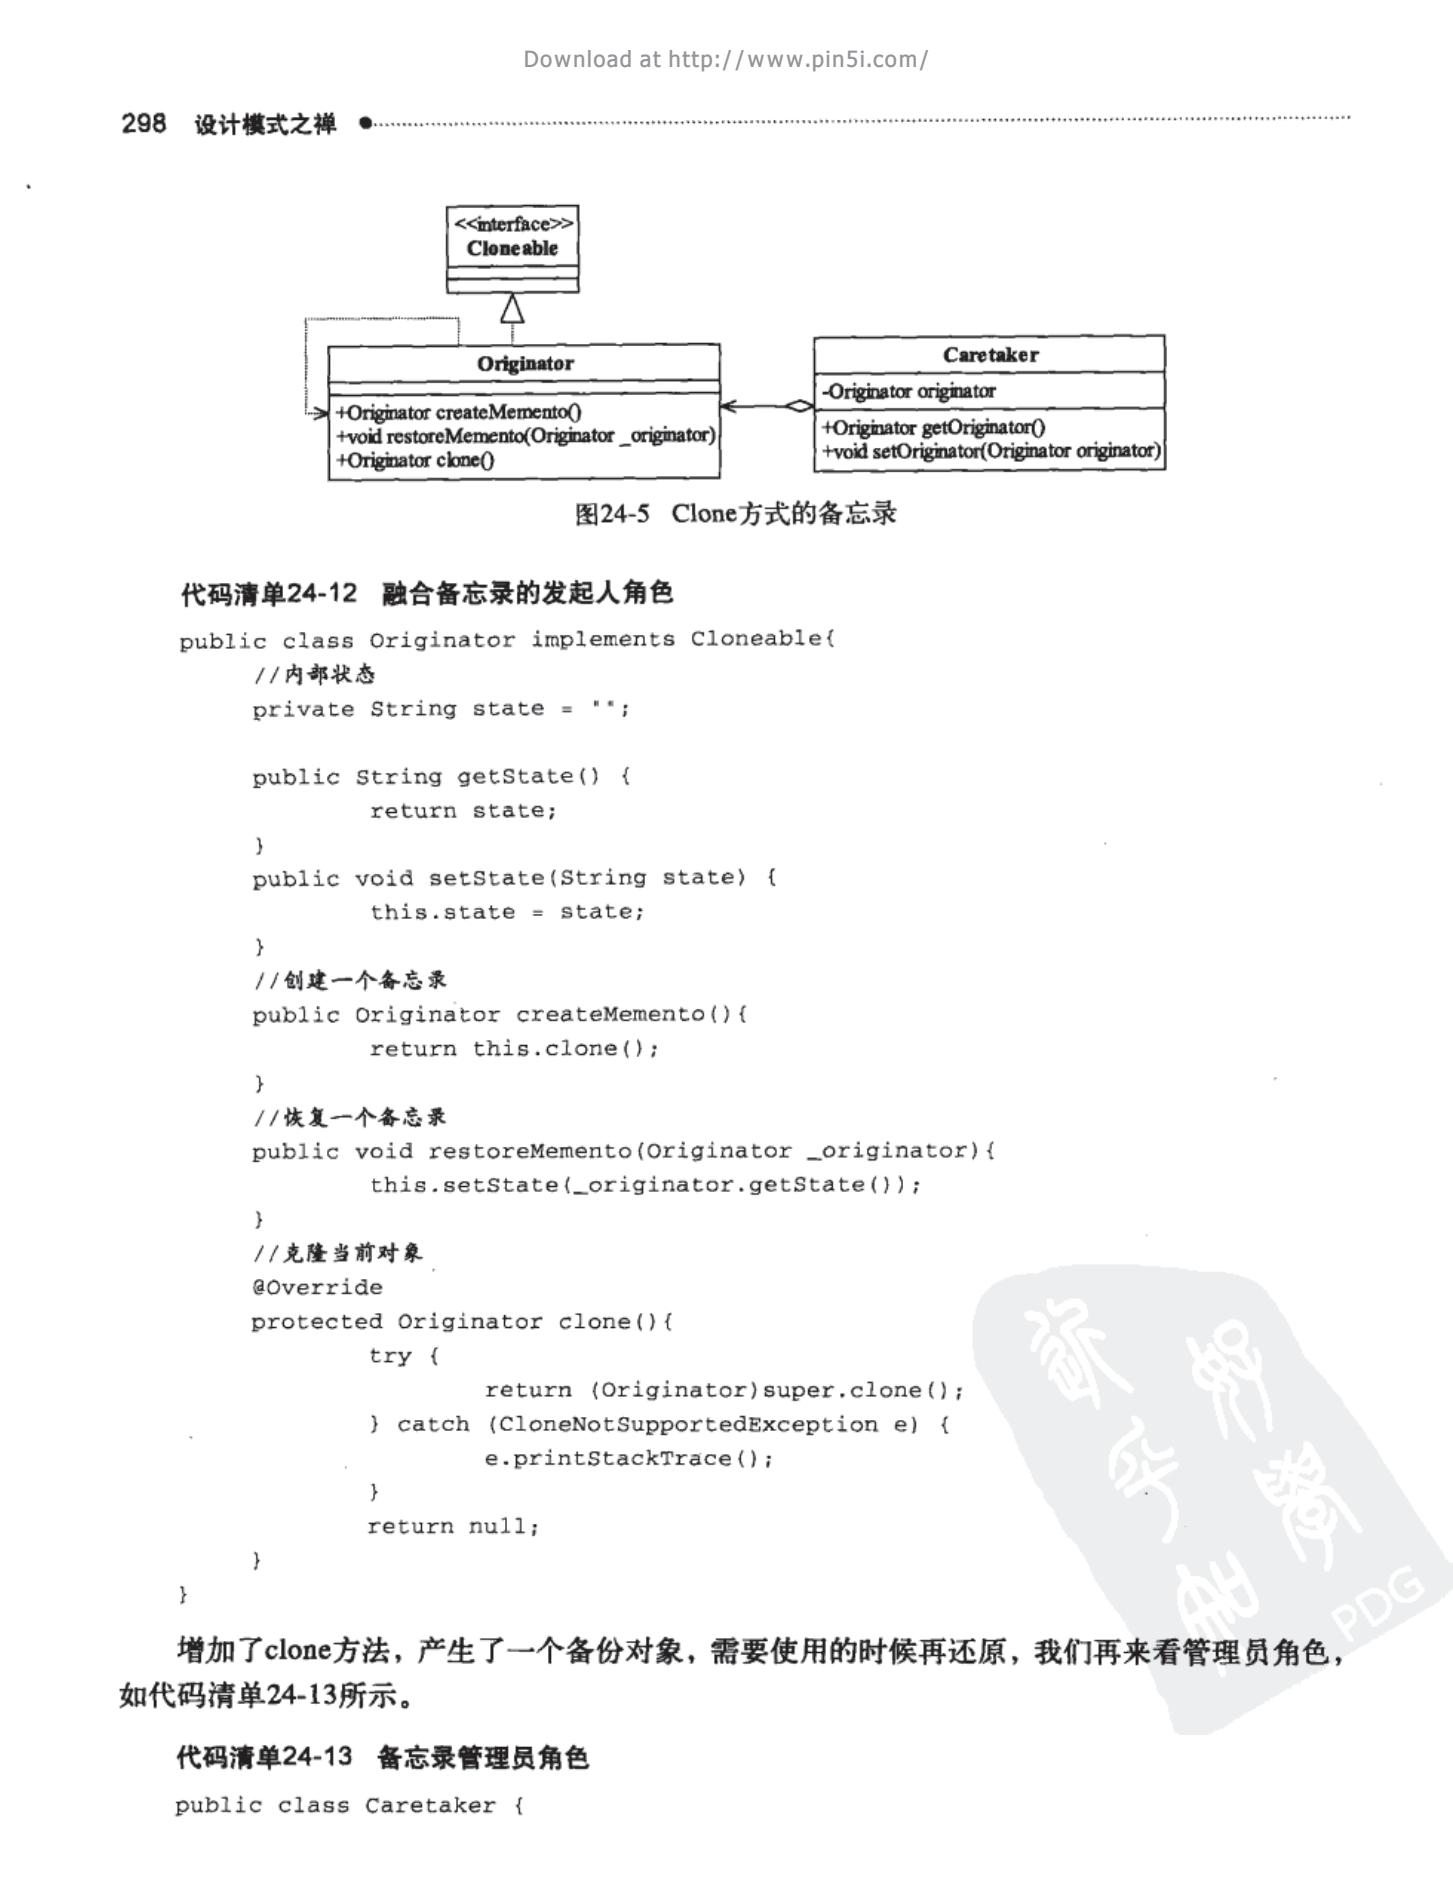 Download at http://www.pin5i.com/
298 设计模式之禅
<<interface>>
Cloneable
Originator
+Originator createMemento()
+void restoreMemento(Originator _originator)
+Originator clone()
Caretaker
-Originator originator
+Originator getOriginator()
+void setOriginator(Originator originator)
图24-5 Clone方式的备忘录
代码清单24-12 融合备忘录的发起人角色
public class Originator implements Cloneable{
//内部状态
private String state = "";
public String getState() {
return state;
}
public void setState(String state) {
this.state = state;
}
//创建一个备忘录
public Originator createMemento(){
return this.clone();
}
//恢复一个备忘录
public void restoreMemento(Originator _originator){
this.setState(_originator.getState());
}
//克隆当前对象
@Override
protected Originator clone(){
try {
return (Originator)super.clone();
} catch (CloneNotSupportedException e) {
e.printStackTrace();
}
return null;
}
}
增加了clone方法，产生了一个备份对象，需要使用的时候再还原，我们再来看管理员角色，
如代码清单24-13所示。
代码清单24-13 备忘录管理员角色
public class Caretaker {
PDG